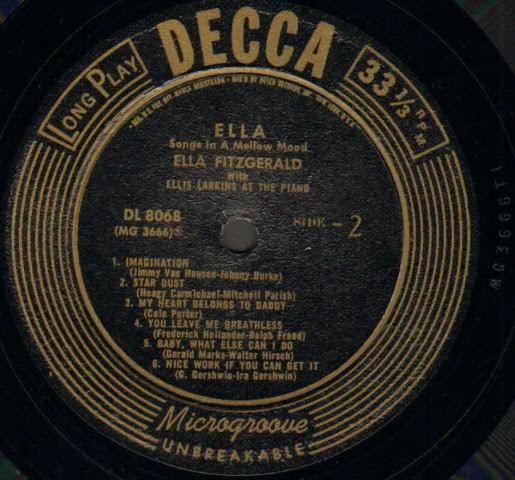 DECCA
LONG PLAY
33 1/3 R.P.M.
ELLA
Songs In A Mellow Mood
ELLA FITZGERALD
with
ELLIS LARKINS AT THE PIANO
DL 8068
(MG 3666)
SIDE - 2
1. IMAGINATION
(Jimmy Van Heusen-Johnny Burke)
2. STAR DUST
(Hoagy Carmichael-Mitchell Parish)
3. MY HEART BELONGS TO DADDY
(Cole Porter)
4. YOU LEAVE ME BREATHLESS
(Frederick Hollander-Ralph Freed)
5. BABY, WHAT ELSE CAN I DO
(Gerald Marks-Walter Hirsch)
6. NICE WORK IF YOU CAN GET IT
(G. Gershwin-Ira Gershwin)
Microgroove
UNBREAKABLE